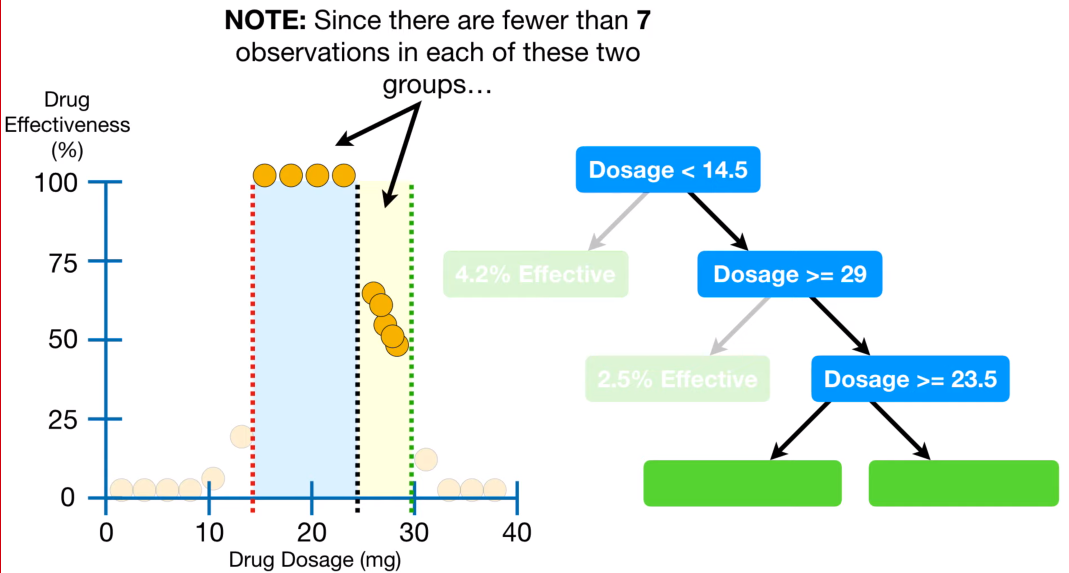 NOTE: Since there are fewer than 7
observations in each of these two
groups…
Drug
Effectiveness
(%)
100
75
50
25
0
0 10 20 30 40
Drug Dosage (mg)
Dosage < 14.5
4.2% Effective
Dosage >= 29
2.5% Effective
Dosage >= 23.5